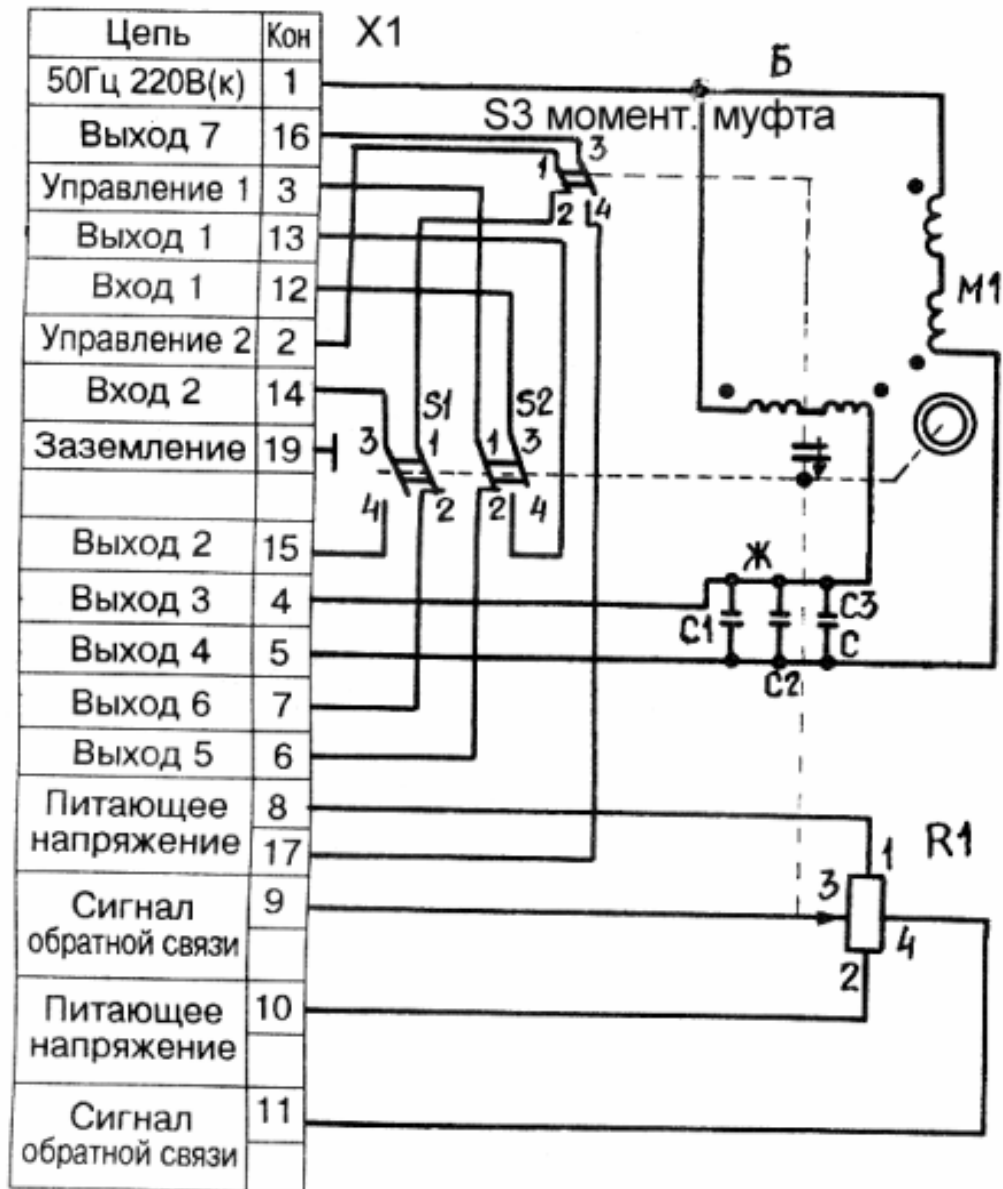 Цепь Кон X1
50Гц 220В(к) 1
Б
S3 момент. муфта
Выход 7 16
3
1
Управление 1 3
2 4
Выход 1 13
Вход 1 12
M1
Управление 2 2
Вход 2 14
S1 S2
3 1 1 3
Заземление 19
4 2 2 4
Выход 2 15
Ж
Выход 3 4
C3
C1
C
Выход 4 5
C2
Выход 6 7
Выход 5 6
Питающее 8
напряжение 17
1 R1
Сигнал 9
3
обратной связи
4
2
Питающее 10
напряжение
Сигнал 11
обратной связи